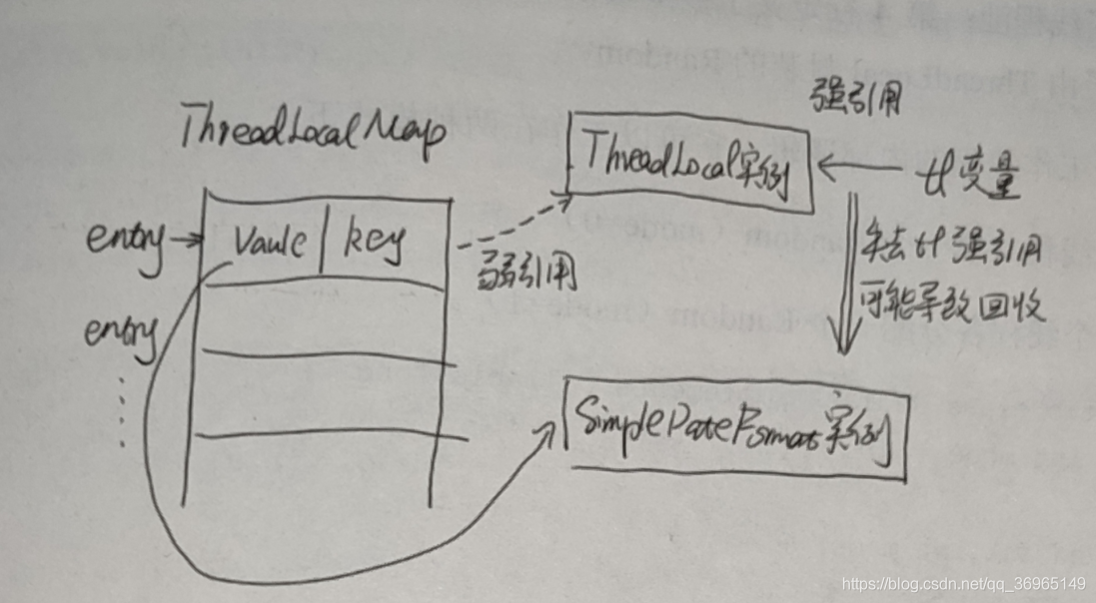 ThreadLocalMap
强引用
ThreadLocal实例
tl变量
entry
Vaule
key
弱引用
失去tl强引用
可能导致回收
entry
SimpleDateFormat实例
https://blog.csdn.net/qq_36965149